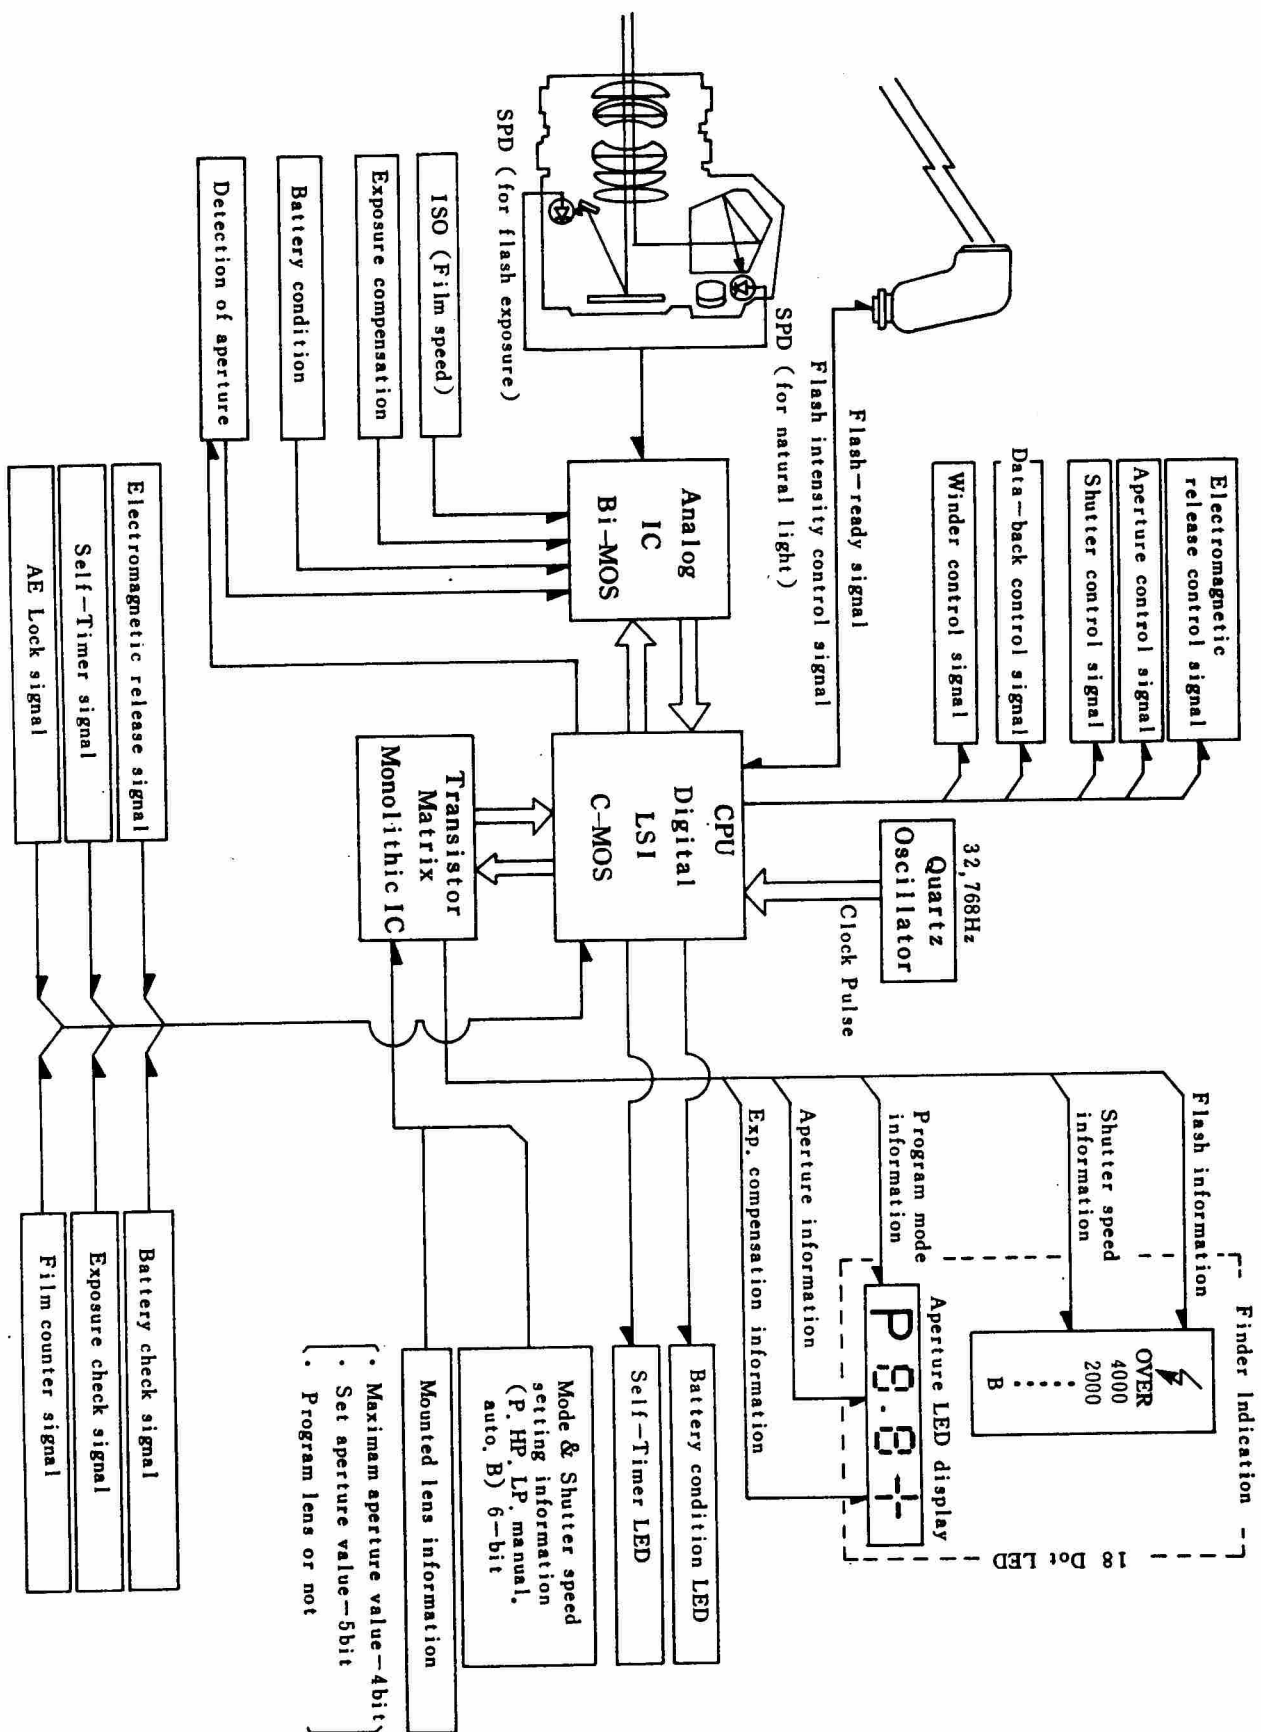 SPD (for flash exposure)
SPD (for natural light)
Flash intensity control signal
Flash-ready signal
ISO (Film speed)
Exposure compensation
Battery condition
Detection of aperture
Analog
IC
Bi-MOS
Electromagnetic
release control signal
Aperture control signal
Shutter control signal
Data-back control signal
Winder control signal
32,768Hz
Quartz
Oscillator
Clock Pulse
CPU
Digital
LSI
C-MOS
Transistor
Matrix
Monolithic IC
Electromagnetic release signal
Self-Timer signal
AE Lock signal
Battery check signal
Exposure check signal
Film counter signal
Flash information
Shutter speed
information
Program mode
information
Aperture information
Exp. compensation information
Finder Indication
OVER
4000
2000
B
Aperture LED display
P 8.8 +
18 Dot LED
Battery condition LED
Self-Timer LED
Mode & Shutter speed
setting information
(P. HP. LP. manual.
auto. B) 6-bit
Mounted lens information
• Maximam aperture value-4bit
• Set aperture value-5bit
• Program lens or not